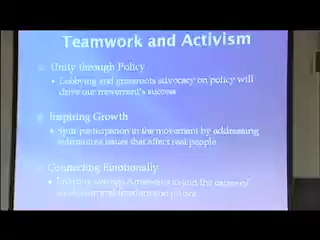 Teamwork and Activism
Unity through Policy
Lobbying and grassroots advocacy on policy will
drive our movement's success
Inspiring Growth
Spur participation in the movement by addressing
substantive issues that affect real people
Connecting Emotionally
average Americans to join the cause of